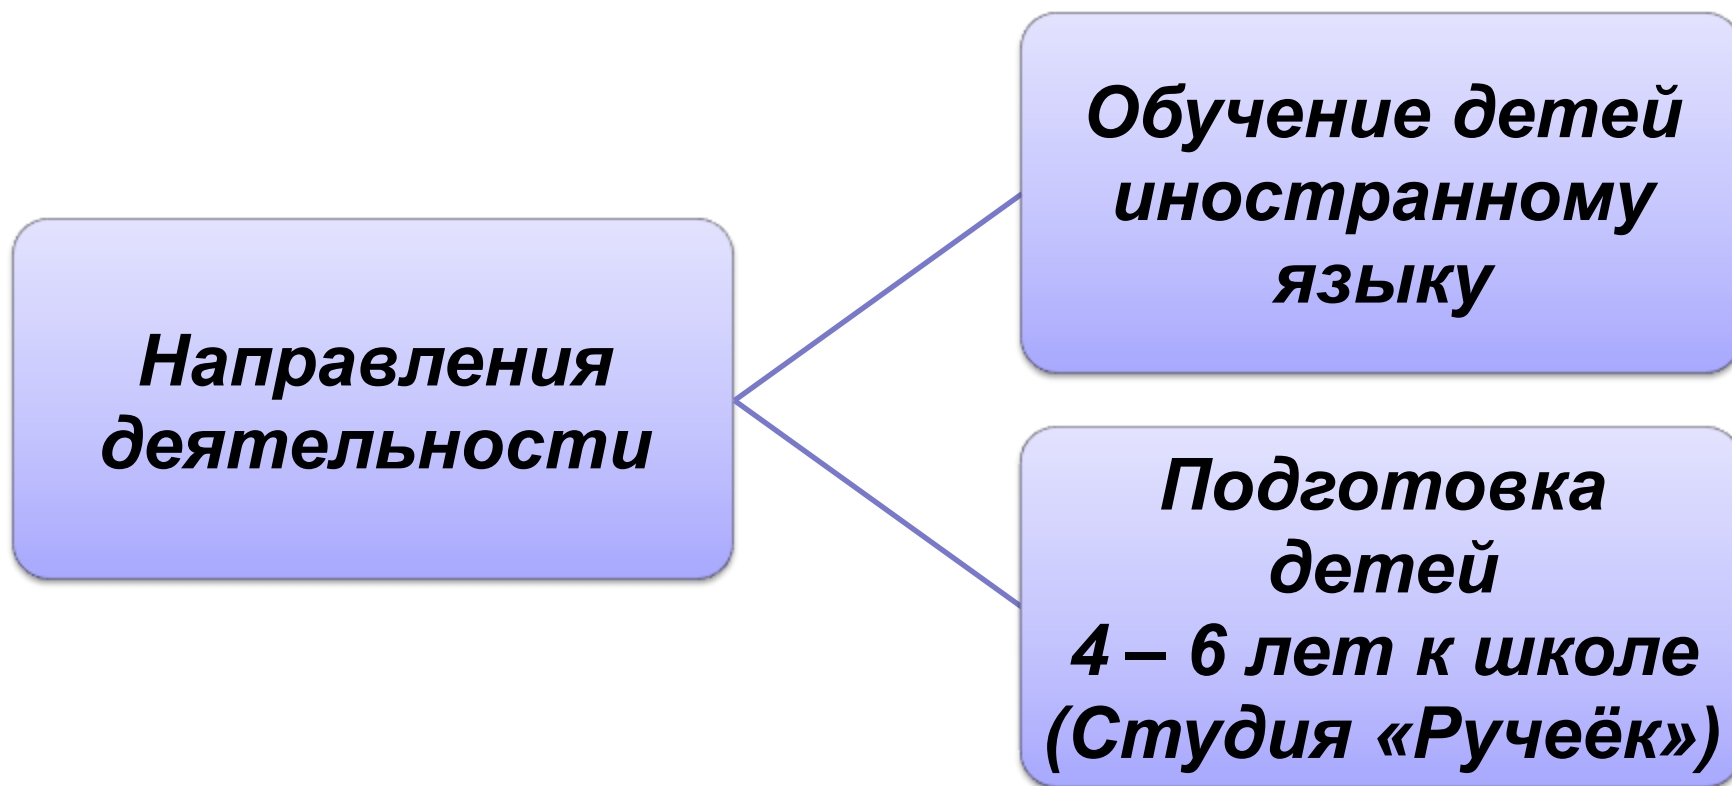 Направления
деятельности
Обучение детей
иностранному
языку
Подготовка
детей
4 – 6 лет к школе
(Студия «Ручеёк»)